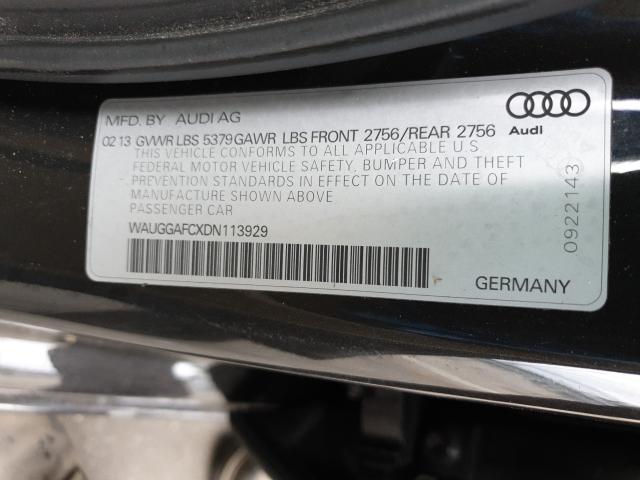 MFD. BY AUDI AG
02 13 GVWR LBS 5379 GAWR LBS FRONT 2756/REAR 2756
Audi
THIS VEHICLE CONFORMS TO ALL APPLICABLE U.S
FEDERAL MOTOR VEHICLE SAFETY, BUMPER AND THEFT
PREVENTION STANDARDS IN EFFECT ON THE DATE OF
MANUFACTURE SHOWN ABOVE
PASSENGER CAR
WAUGGAFCXDN113929
GERMANY
0922143